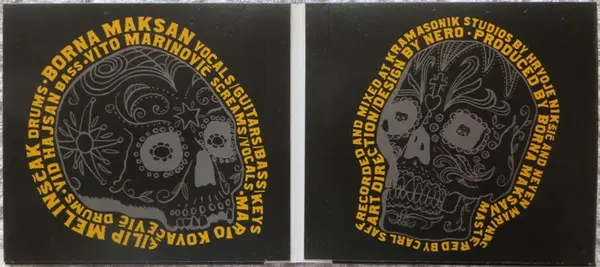 BORNA MAKSAN VOCALS/GUITARS/BASS/KEYS
VITO MARINOVIĆ SCREAMS/VOCALS · MARIO KOVAČEVIĆ DRUMS · VID HAJSAN BASS ·
FILIP MELINŠĆAK DRUMS ·
RECORDED AND MIXED AT KRAMASONIK STUDIOS BY HRVOJE NIKŠIĆ AND NEVEN MARINAC
ART DIRECTION/DESIGN BY NERO · PRODUCED BY BORNA MAKSAN
MASTERED BY CARL SAFF